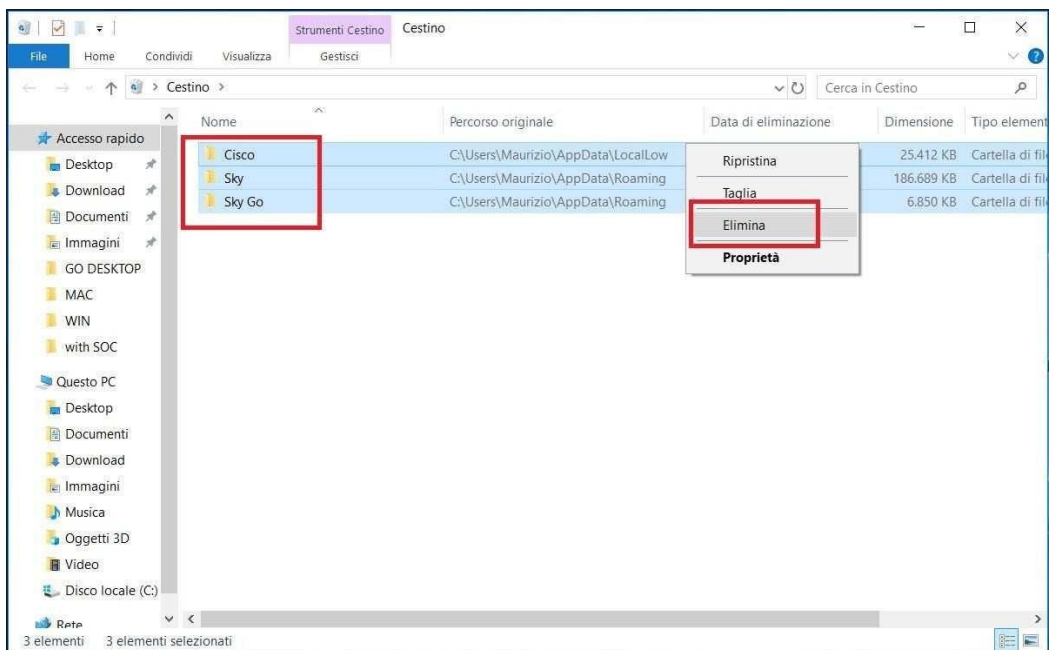 Strumenti Cestino Cestino
File Home Condividi Visualizza Gestisci
Cestino Cerca in Cestino
Nome Percorso originale Data di eliminazione Dimensione Tipo element
Accesso rapido
Desktop
Download
Documenti
Immagini
GO DESKTOP
MAC
WIN
with SOC
Questo PC
Desktop
Documenti
Download
Immagini
Musica
Oggetti 3D
Video
Disco locale (C:)
Rete
Cisco C:\Users\Maurizio\AppData\LocalLow 25.412 KB Cartella di file
Sky C:\Users\Maurizio\AppData\Roaming 186.689 KB Cartella di file
Sky Go C:\Users\Maurizio\AppData\Roaming 6.850 KB Cartella di file
Ripristina
Taglia
Elimina
Proprietà
3 elementi 3 elementi selezionati